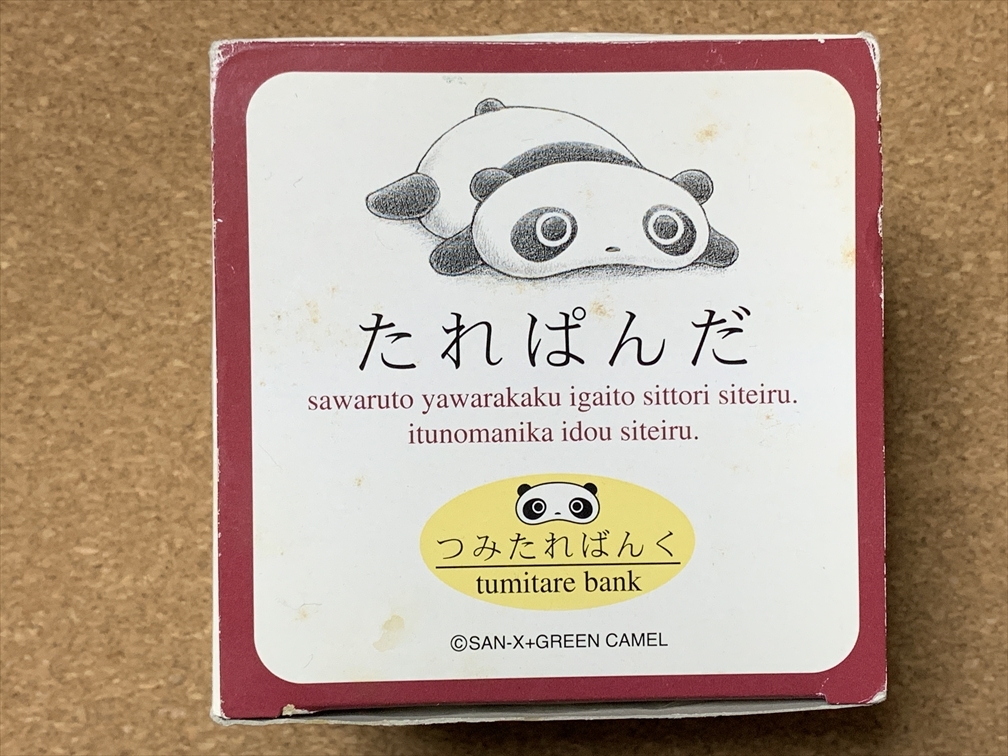 たれぱんだ
sawaruto yawarakaku igaito sittori siteiru.
itunomanika idou siteiru.
つみたればんく
tumitare bank
©SAN-X+GREEN CAMEL